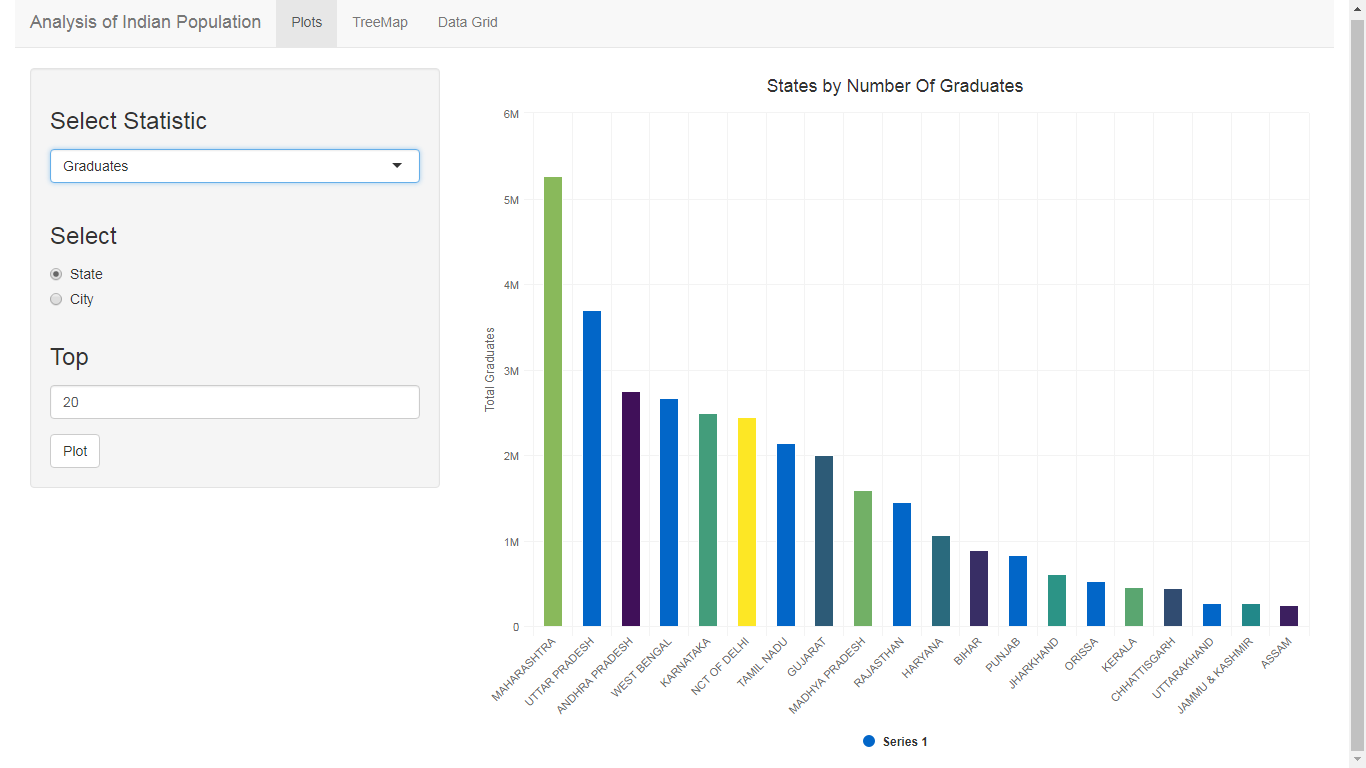 Analysis of Indian Population Plots TreeMap Data Grid
Select Statistic
Graduates
Select
State
City
Top
20
Plot
States by Number Of Graduates
Total Graduates
6M
5M
4M
3M
2M
1M
0
MAHARASHTRA
UTTAR PRADESH
ANDHRA PRADESH
WEST BENGAL
KARNATAKA
NCT OF DELHI
TAMIL NADU
GUJARAT
MADHYA PRADESH
RAJASTHAN
HARYANA
BIHAR
PUNJAB
JHARKHAND
ORISSA
KERALA
CHHATTISGARH
UTTARAKHAND
JAMMU & KASHMIR
ASSAM
Series 1